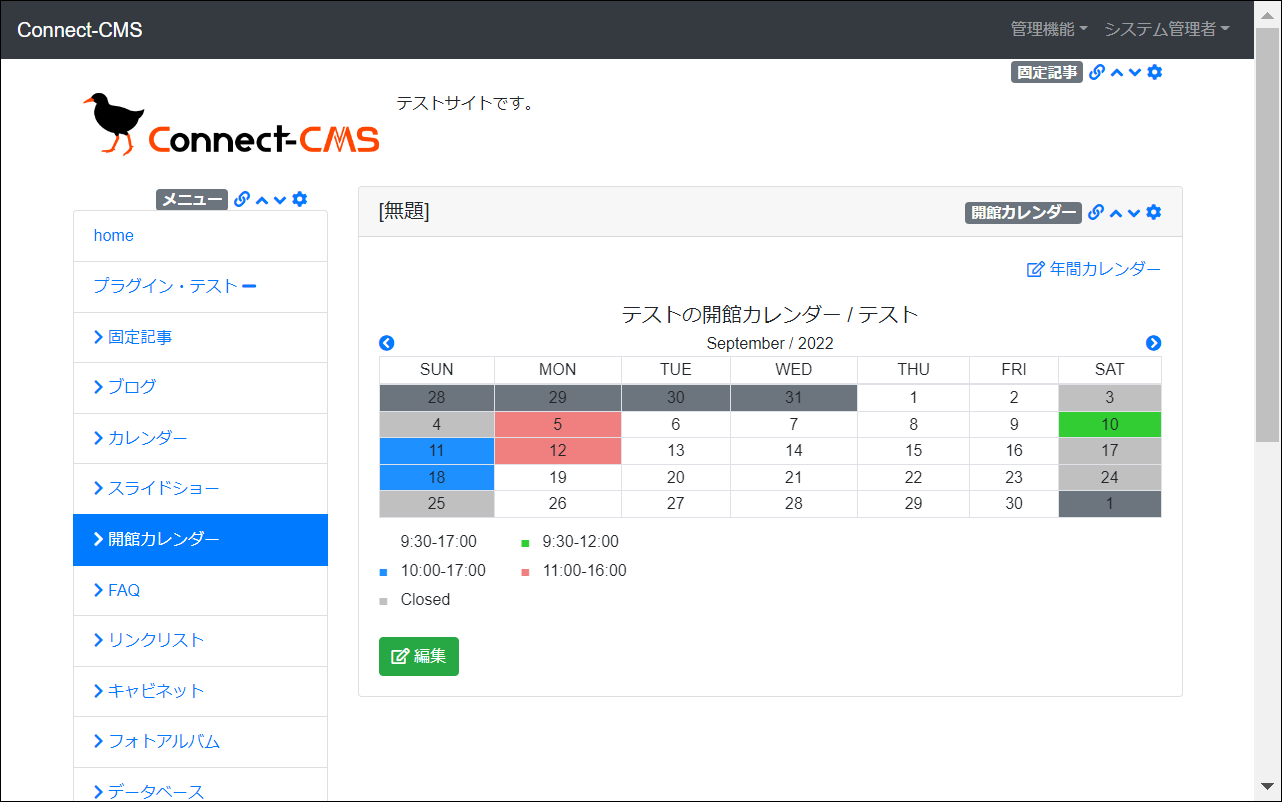 Connect-CMS
管理機能 システム管理者
固定記事
Connect-CMS
テストサイトです。
メニュー
home
プラグイン・テスト
固定記事
ブログ
カレンダー
スライドショー
開館カレンダー
FAQ
リンクリスト
キャビネット
フォトアルバム
データベース
[無題]
開館カレンダー
年間カレンダー
テストの開館カレンダー / テスト
September / 2022
SUN MON TUE WED THU FRI SAT
28 29 30 31 1 2 3
4 5 6 7 8 9 10
11 12 13 14 15 16 17
18 19 20 21 22 23 24
25 26 27 28 29 30 1
9:30-17:00 9:30-12:00
10:00-17:00 11:00-16:00
Closed
編集